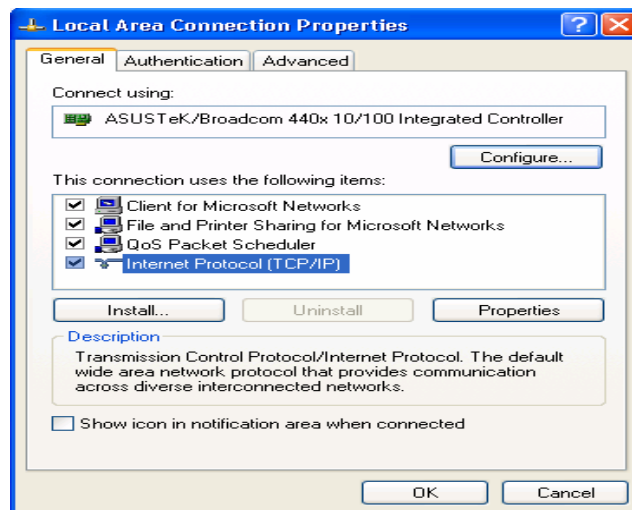 Local Area Connection Properties
General Authentication Advanced
Connect using:
ASUSTeK/Broadcom 440x 10/100 Integrated Controller
Configure...
This connection uses the following items:
Client for Microsoft Networks
File and Printer Sharing for Microsoft Networks
QoS Packet Scheduler
Internet Protocol (TCP/IP)
Install... Uninstall Properties
Description
Transmission Control Protocol/Internet Protocol. The default
wide area network protocol that provides communication
across diverse interconnected networks.
Show icon in notification area when connected
OK Cancel